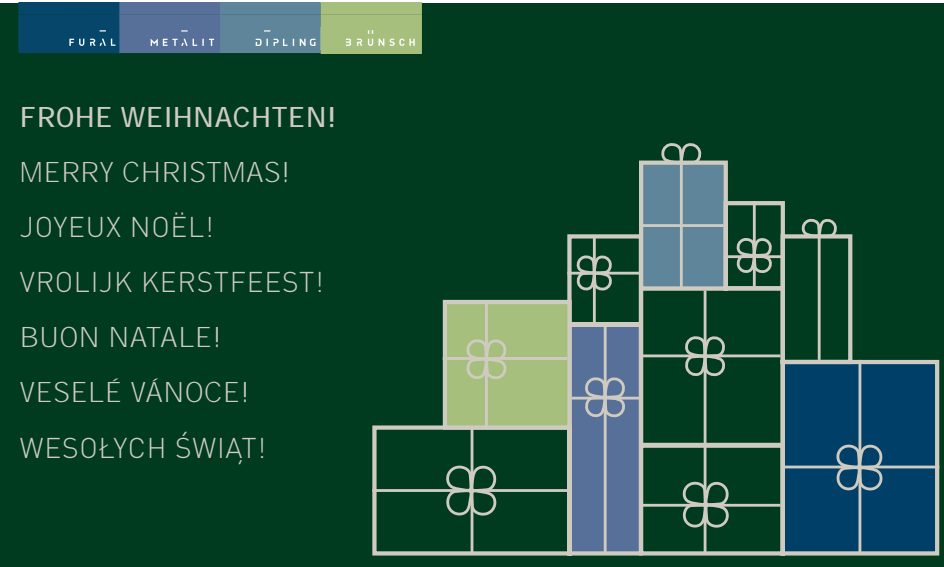 FURAL METALIT DIPLING BRÜNSCH
FROHE WEIHNACHTEN!
MERRY CHRISTMAS!
JOYEUX NOËL!
VROLIJK KERSTFEEST!
BUON NATALE!
VESELÉ VÁNOCE!
WESOŁYCH ŚWIĄT!